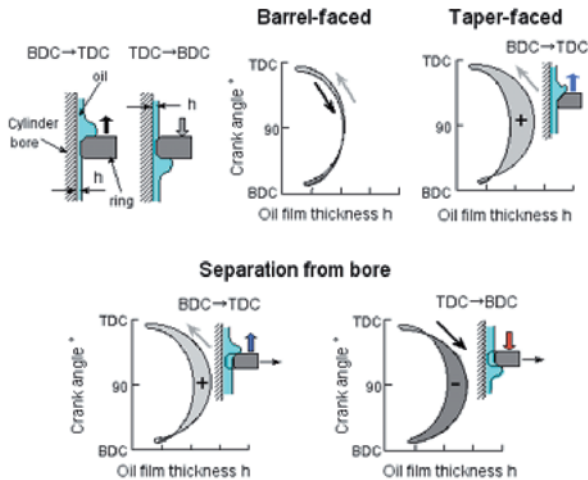 Barrel-faced
Taper-faced
BDC→TDC
TDC→BDC
oil
h
Cylinder
bore
h
ring
TDC
90
BDC
Crank angle °
Oil film thickness h
BDC→TDC
TDC
90
BDC
Crank angle °
+
Oil film thickness h
Separation from bore
BDC→TDC
TDC
90
BDC
Crank angle °
+
Oil film thickness h
TDC→BDC
TDC
90
BDC
Crank angle °
-
Oil film thickness h